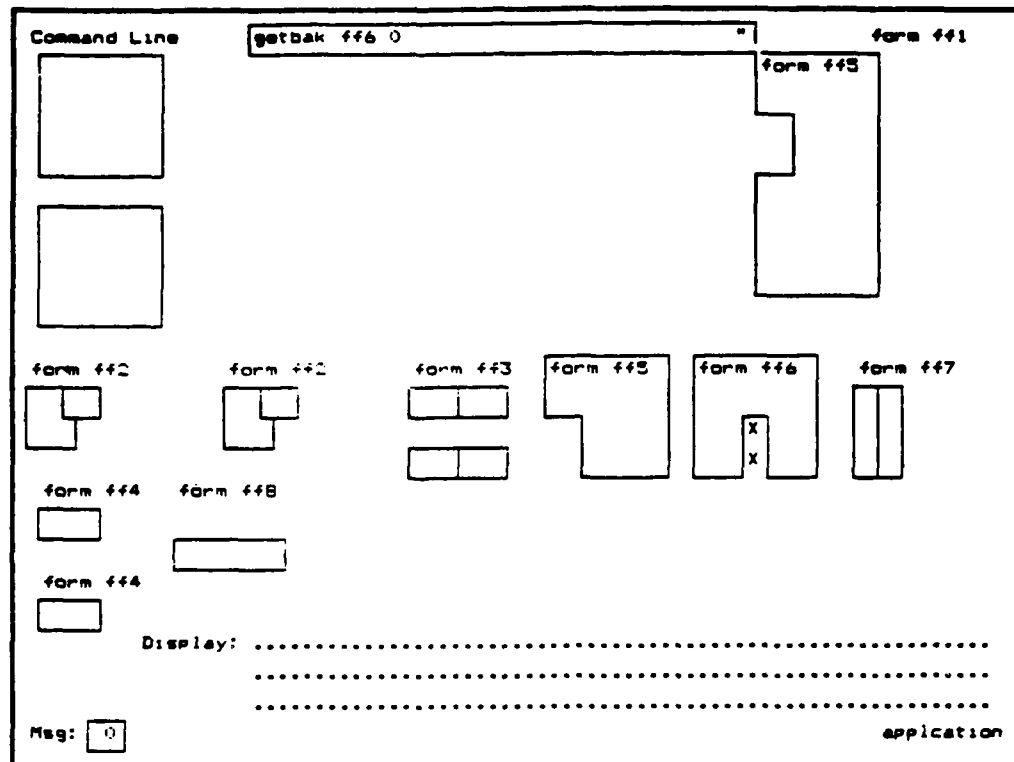 Command Line getbak ff6 0 " form ff1
form ff5
form ff2 form ff2 form ff3 form ff5 form ff6 form ff7
X
X
form ff4 form ff8
form ff4
Display: ................................................
................................................
................................................
Msg: 0 applcation